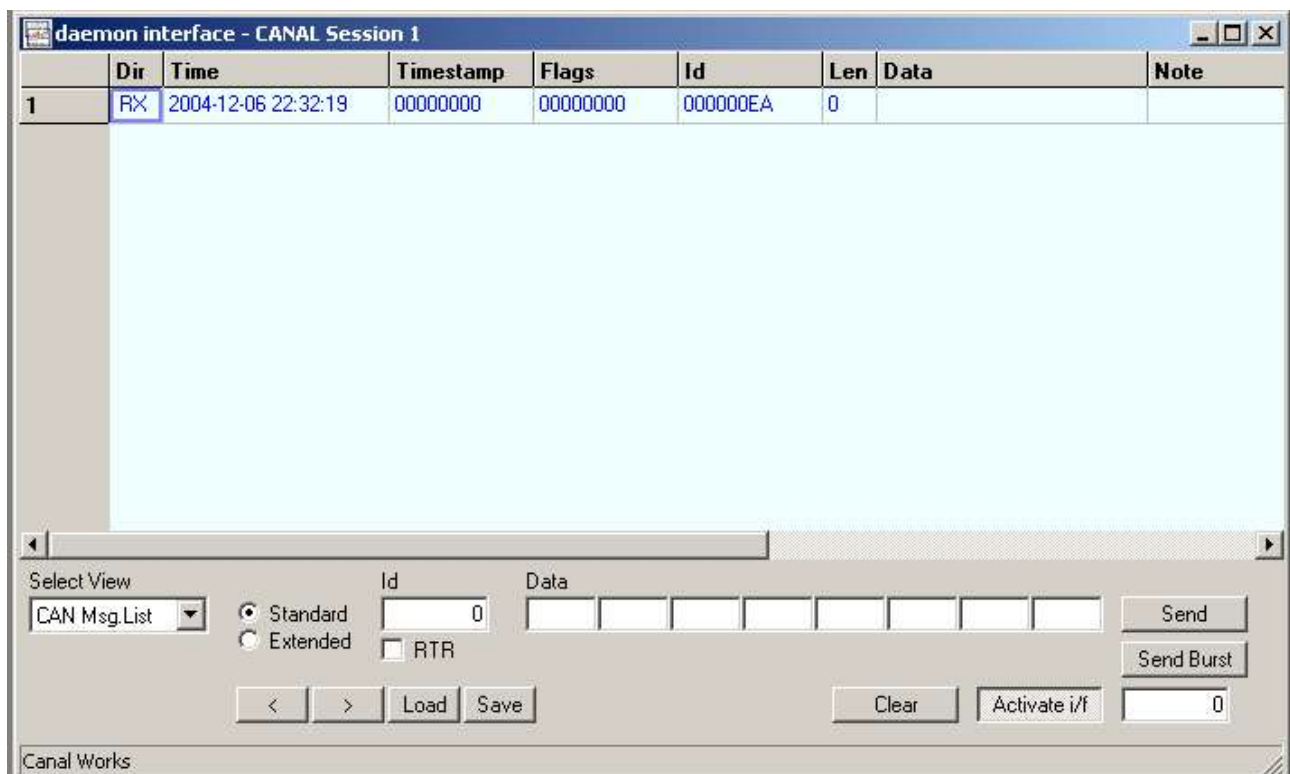 daemon interface - CANAL Session 1
Dir Time Timestamp Flags Id Len Data Note
1 RX 2004-12-06 22:32:19 00000000 00000000 000000EA 0
Select View Id Data
CAN Msg.List Standard 0 Send
Extended RTR Send Burst
< > Load Save Clear Activate i/f 0
Canal Works